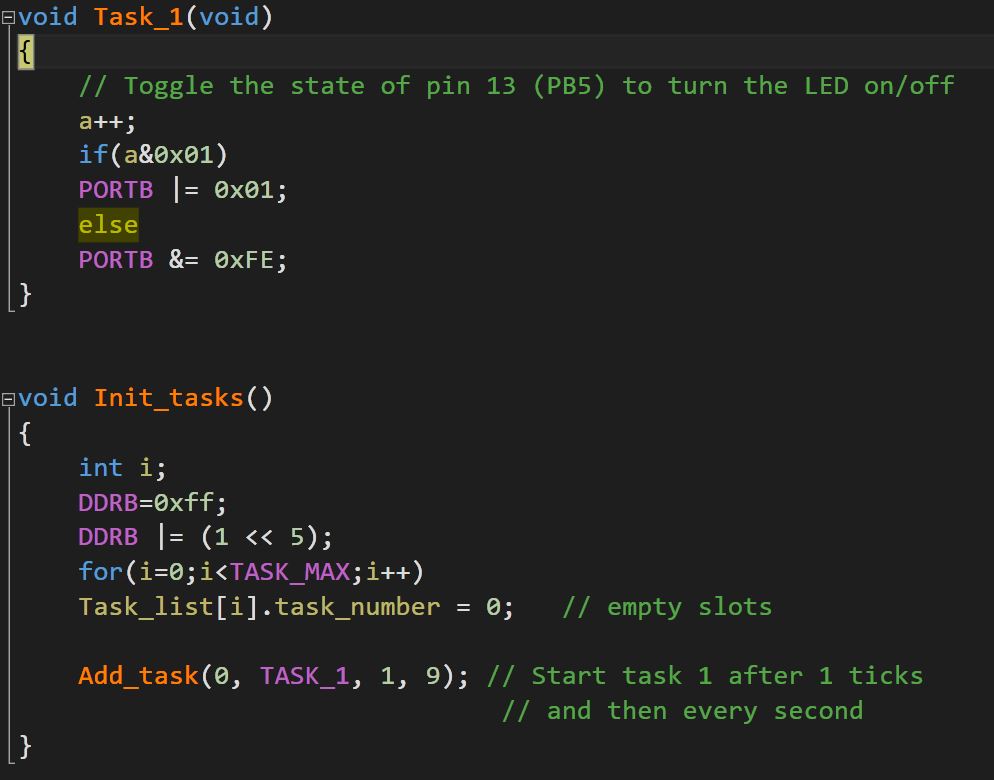 void Task_1(void)
{
    // Toggle the state of pin 13 (PB5) to turn the LED on/off
    a++;
    if(a&0x01)
    PORTB |= 0x01;
    else
    PORTB &= 0xFE;
}
void Init_tasks()
{
    int i;
    DDRB=0xff;
    DDRB |= (1 << 5);
    for(i=0;i<TASK_MAX;i++)
    Task_list[i].task_number = 0;   // empty slots
    Add_task(0, TASK_1, 1, 9); // Start task 1 after 1 ticks
                            // and then every second
}